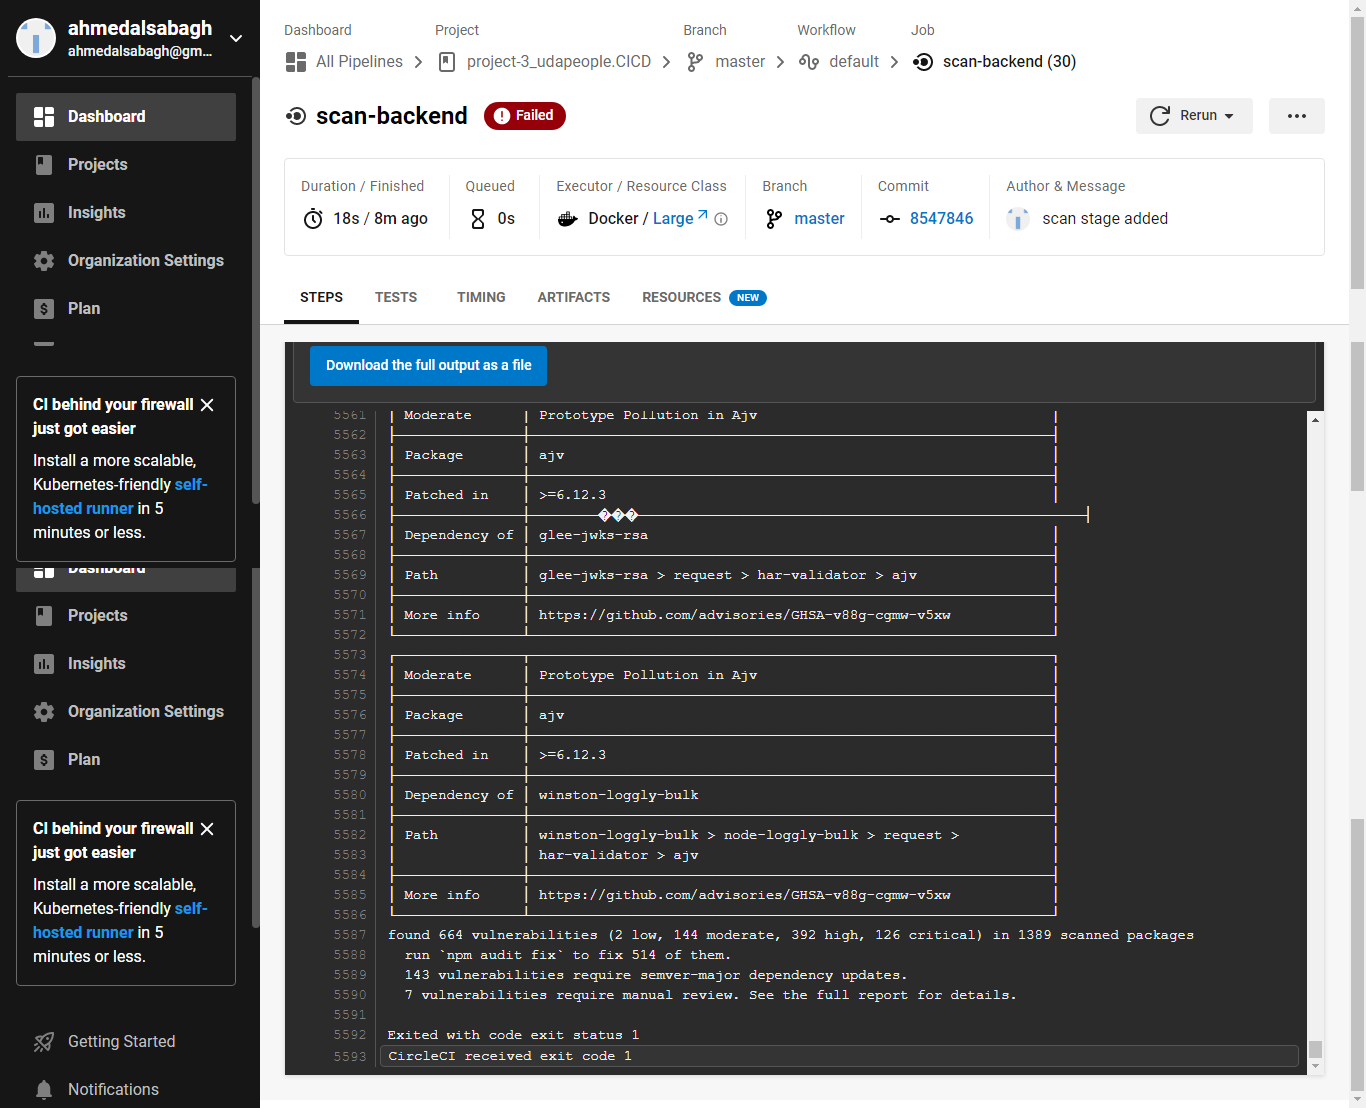 ahmedalsabagh
ahmedalsabagh@gm...
Dashboard
Projects
Insights
Organization Settings
Plan
CI behind your firewall
just got easier
Install a more scalable,
Kubernetes-friendly self-
hosted runner in 5
minutes or less.
Dashboard
Projects
Insights
Organization Settings
Plan
CI behind your firewall
just got easier
Install a more scalable,
Kubernetes-friendly self-
hosted runner in 5
minutes or less.
Getting Started
Notifications
Dashboard Project Branch Workflow Job
All Pipelines project-3_udapeople.CICD master default scan-backend (30)
scan-backend Failed Rerun
Duration / Finished Queued Executor / Resource Class Branch Commit Author & Message
18s / 8m ago 0s Docker / Large master 8547846 scan stage added
STEPS TESTS TIMING ARTIFACTS RESOURCES NEW
Download the full output as a file
5561 Moderate Prototype Pollution in Ajv
5562
5563 Package ajv
5564
5565 Patched in >=6.12.3
5566 ���
5567 Dependency of glee-jwks-rsa
5568
5569 Path glee-jwks-rsa > request > har-validator > ajv
5570
5571 More info https://github.com/advisories/GHSA-v88g-cgmw-v5xw
5572
5573
5574 Moderate Prototype Pollution in Ajv
5575
5576 Package ajv
5577
5578 Patched in >=6.12.3
5579
5580 Dependency of winston-loggly-bulk
5581
5582 Path winston-loggly-bulk > node-loggly-bulk > request >
5583 har-validator > ajv
5584
5585 More info https://github.com/advisories/GHSA-v88g-cgmw-v5xw
5586
5587 found 664 vulnerabilities (2 low, 144 moderate, 392 high, 126 critical) in 1389 scanned packages
5588 run `npm audit fix` to fix 514 of them.
5589 143 vulnerabilities require semver-major dependency updates.
5590 7 vulnerabilities require manual review. See the full report for details.
5591
5592 Exited with code exit status 1
5593 CircleCI received exit code 1